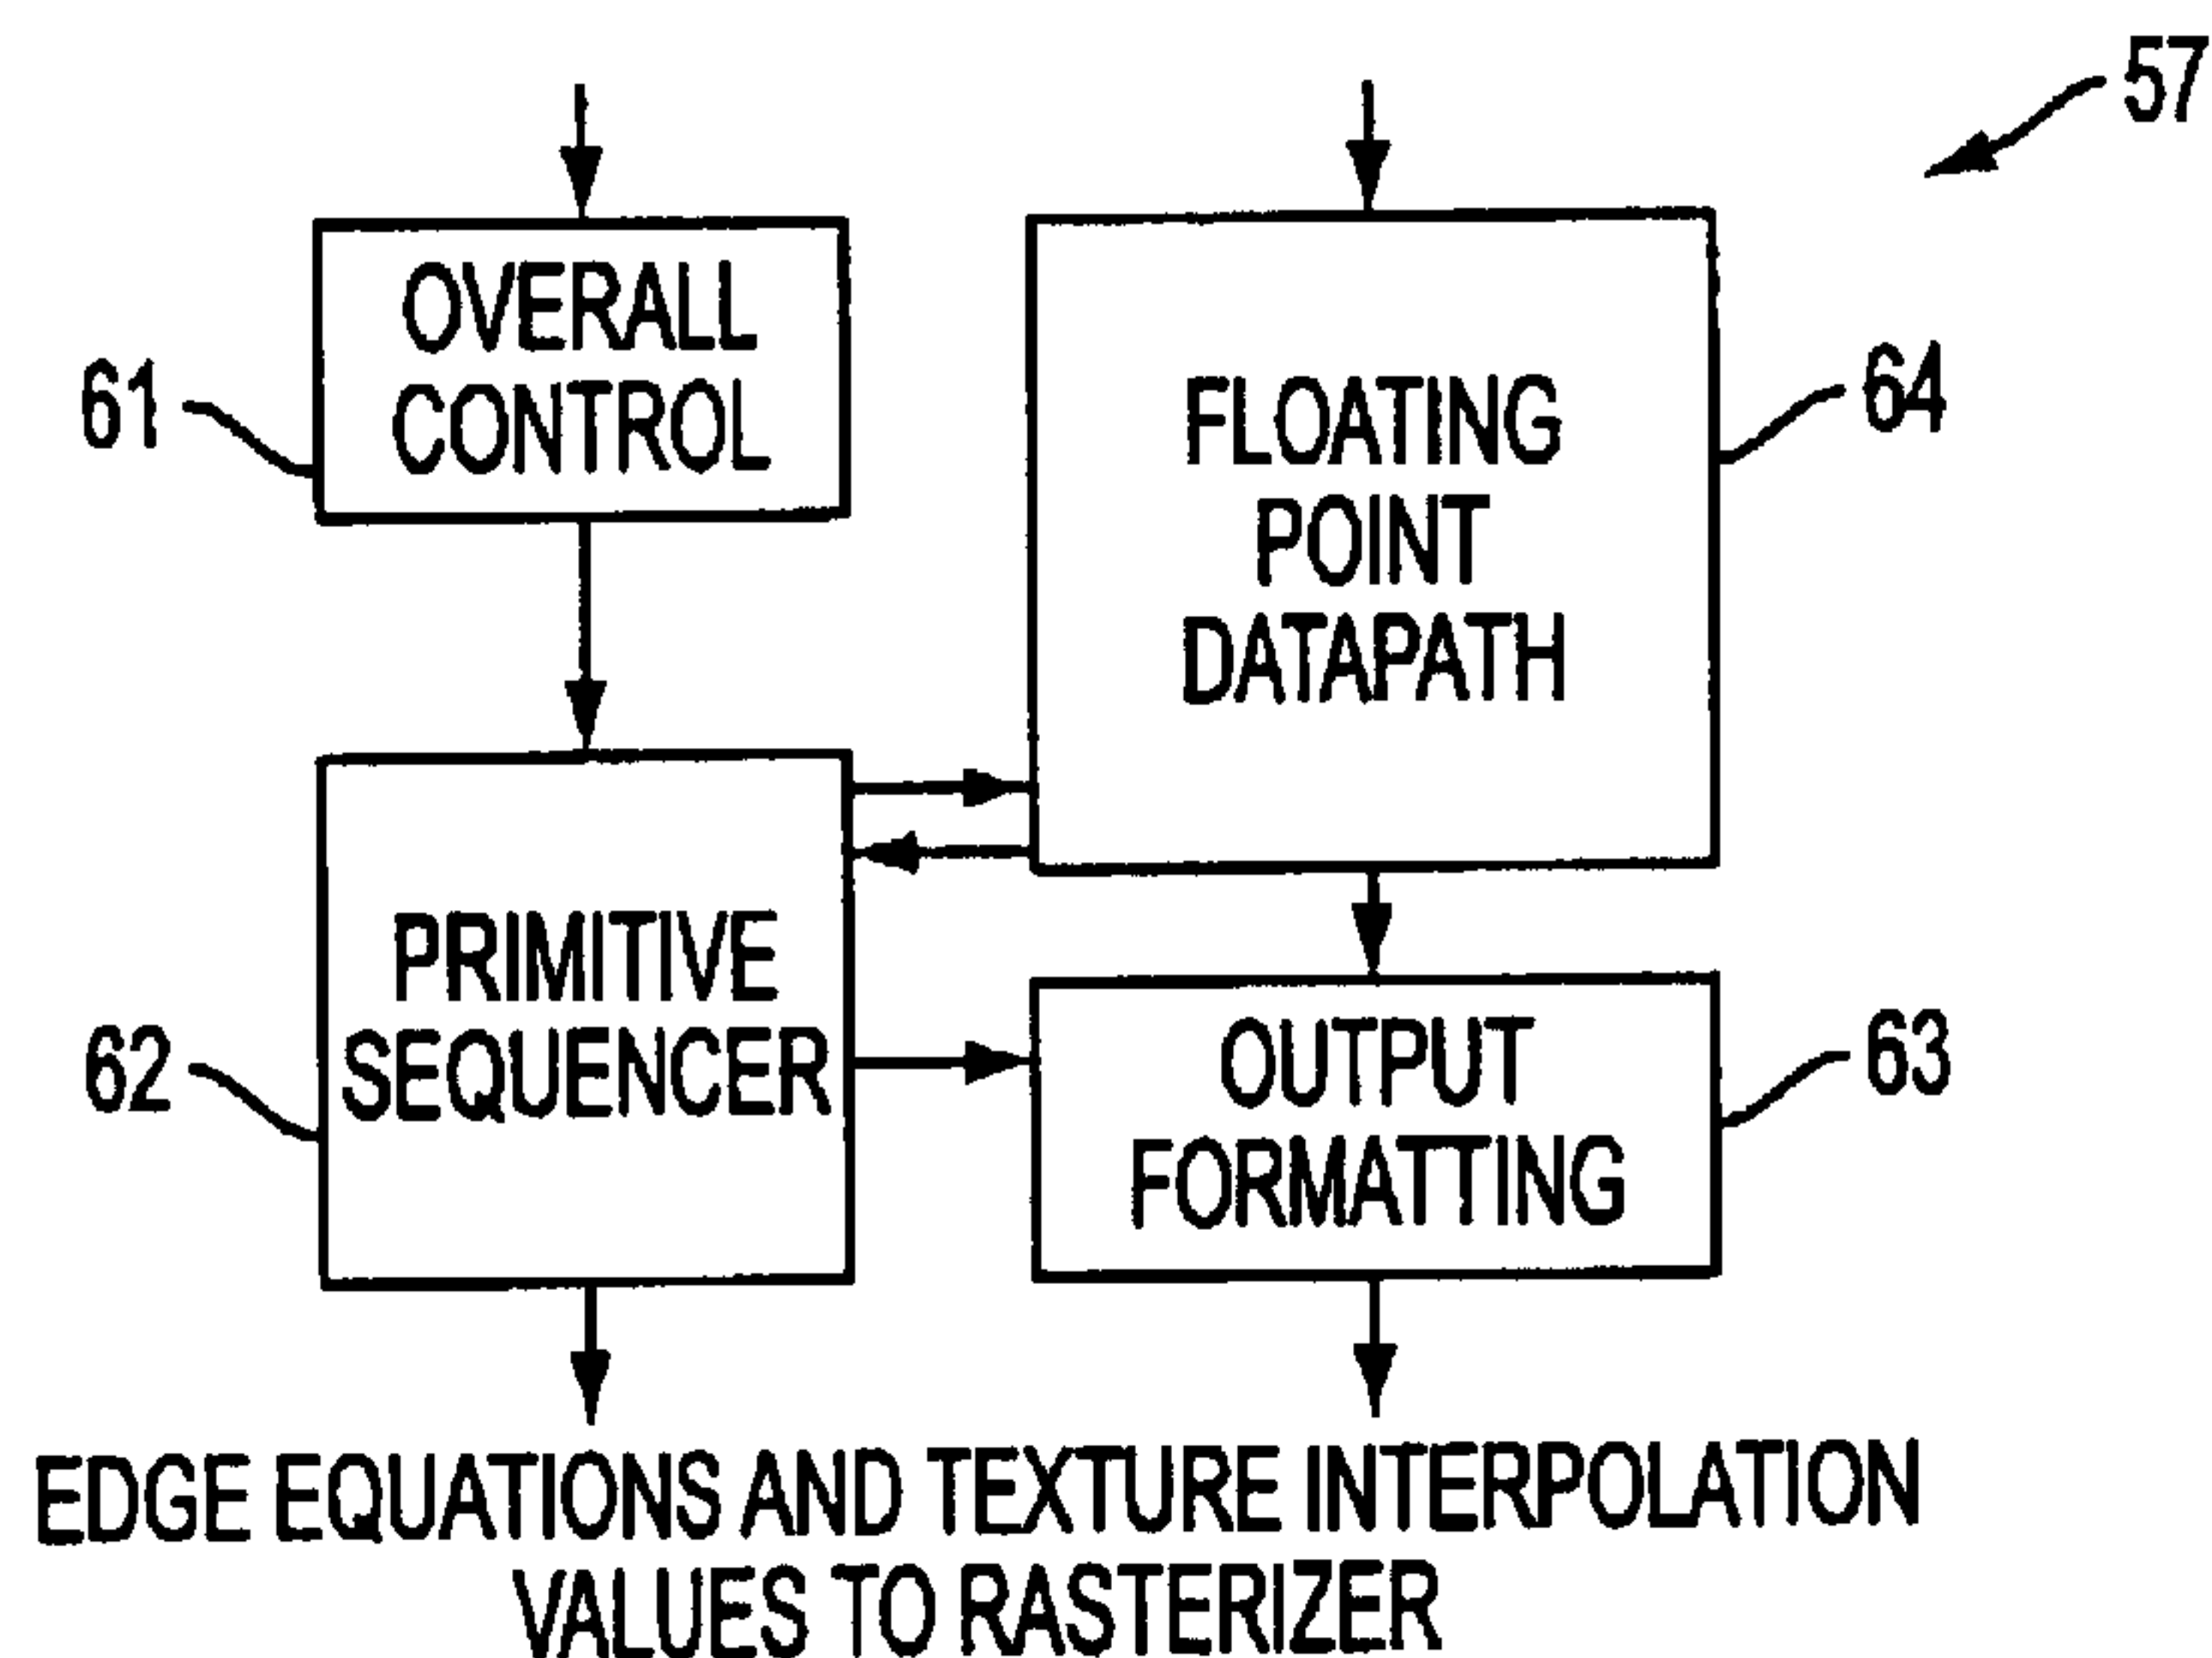 57
OVERALL
CONTROL
61
FLOATING
POINT
DATAPATH
64
PRIMITIVE
SEQUENCER
62
OUTPUT
FORMATTING
63
EDGE EQUATIONS AND TEXTURE INTERPOLATION
VALUES TO RASTERIZER